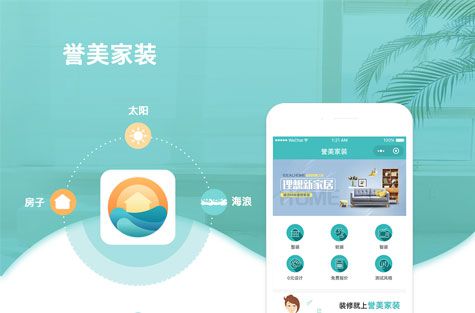 誉美家装
太阳
房子
海浪
WeChat
1:21 AM
100%
誉美家装
IDEALHOME
理想新家居
HOME
整装
软装
智装
0元设计
免费报价
测试风格
装修就上誉美家装